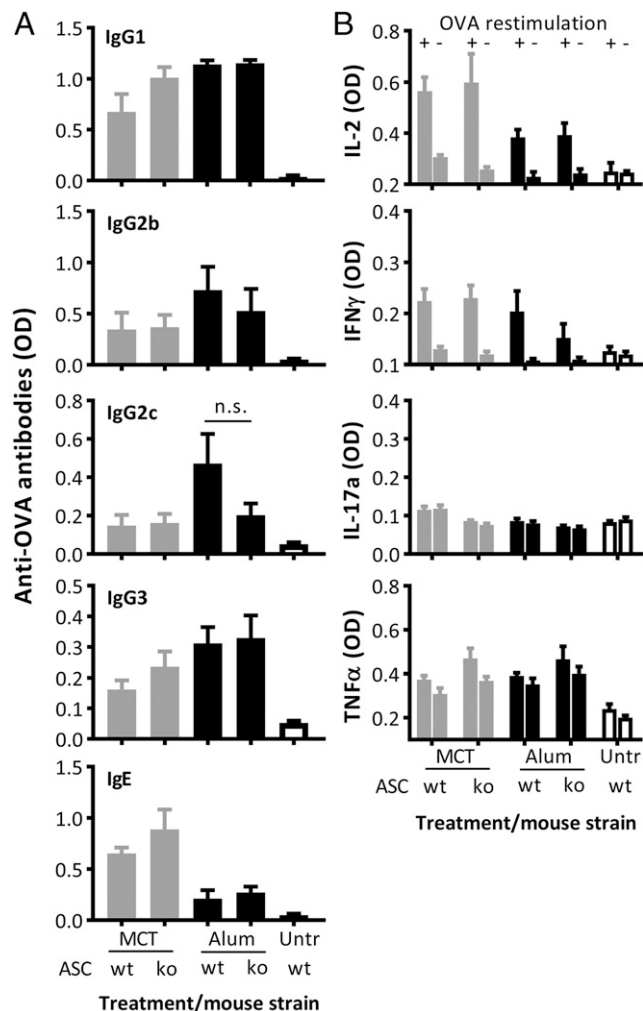 A
IgG1
1.5
1.0
0.5
0.0
IgG2b
1.5
1.0
0.5
0.0
IgG2c
n.s.
0.8
0.6
0.4
0.2
0.0
IgG3
0.5
0.4
0.3
0.2
0.1
0.0
IgE
1.5
1.0
0.5
0.0
Anti-OVA antibodies (OD)
MCT Alum Untr
ASC wt ko wt ko wt
Treatment/mouse strain
B
OVA restimulation
+ - + - + - + - + -
IL-2 (OD)
0.8
0.6
0.4
0.2
IFNγ (OD)
0.4
0.3
0.2
0.1
IL-17a (OD)
0.4
0.3
0.2
0.1
0.0
TNFα (OD)
0.8
0.6
0.4
0.2
MCT Alum Untr
ASC wt ko wt ko wt
Treatment/mouse strain